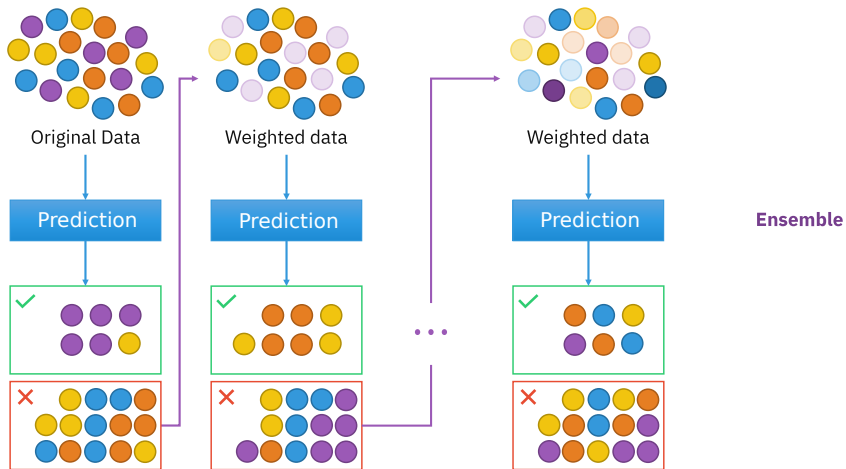 Original Data
Weighted data
Weighted data
Prediction
Prediction
Prediction
Ensemble